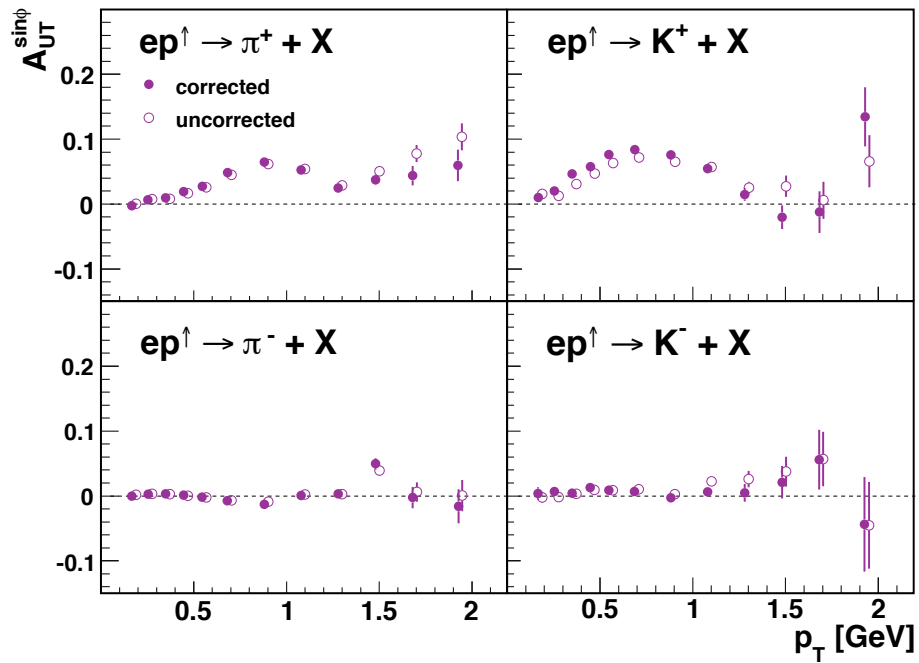 A_UT^sinϕ
ep↑ → π+ + X
corrected
uncorrected
0.2
0.1
0
-0.1
ep↑ → K+ + X
ep↑ → π- + X
0.2
0.1
0
-0.1
ep↑ → K- + X
0.5 1 1.5 2
0.5 1 1.5 2
p_T [GeV]